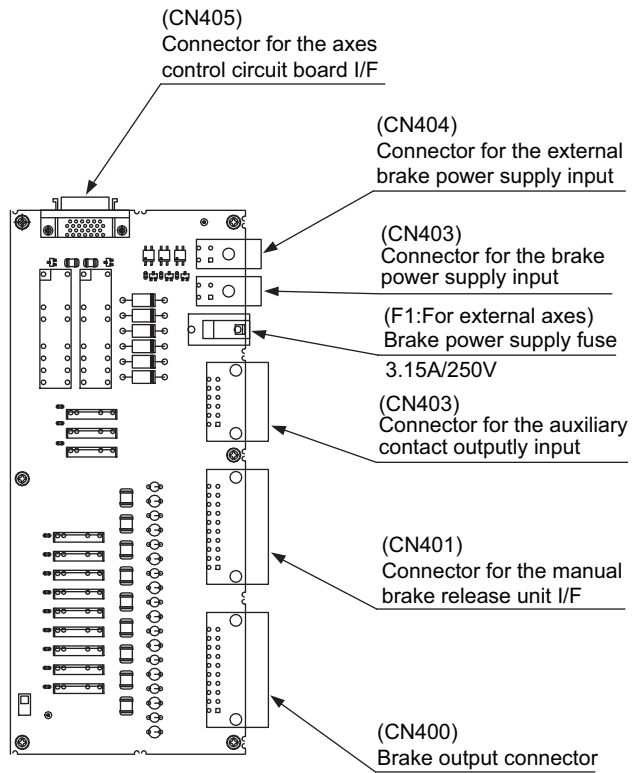 (CN405)
Connector for the axes
control circuit board I/F
(CN404)
Connector for the external
brake power supply input
(CN403)
Connector for the brake
power supply input
(F1:For external axes)
Brake power supply fuse
3.15A/250V
(CN403)
Connector for the auxiliary
contact outputly input
(CN401)
Connector for the manual
brake release unit I/F
(CN400)
Brake output connector